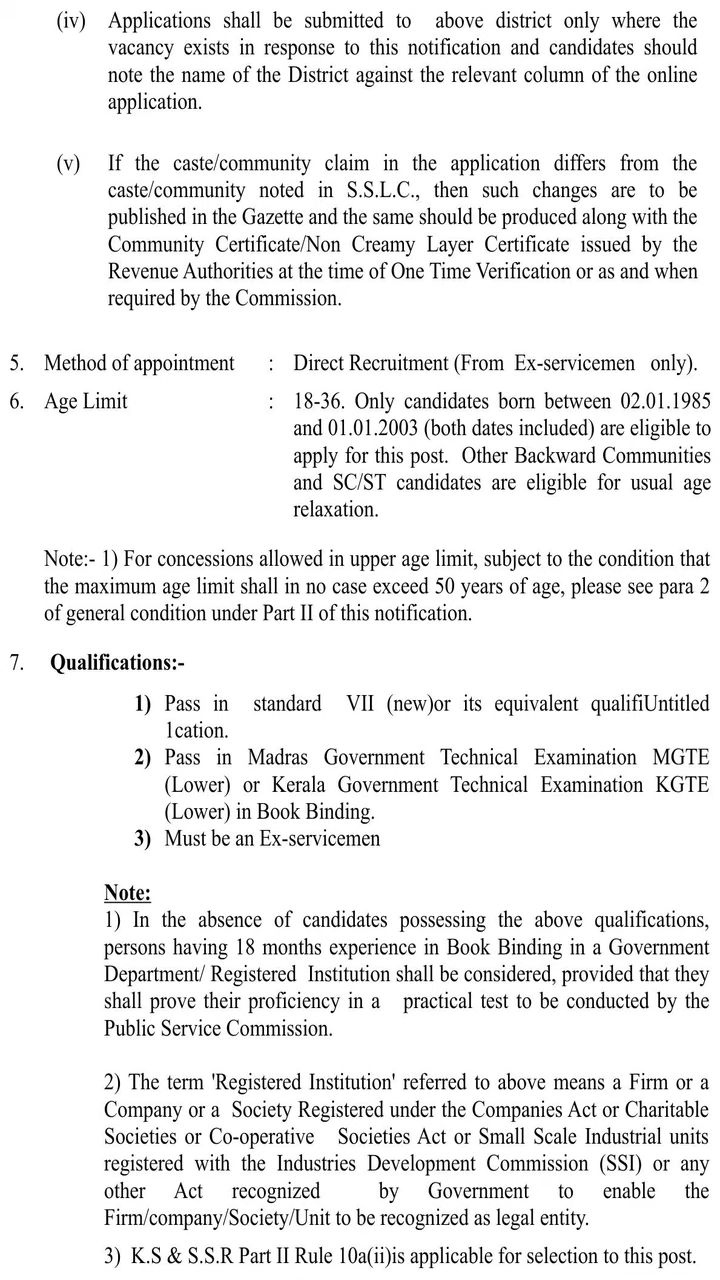 (iv) Applications shall be submitted to above district only where the
vacancy exists in response to this notification and candidates should
note the name of the District against the relevant column of the online
application.
(v) If the caste/community claim in the application differs from the
caste/community noted in S.S.L.C., then such changes are to be
published in the Gazette and the same should be produced along with the
Community Certificate/Non Creamy Layer Certificate issued by the
Revenue Authorities at the time of One Time Verification or as and when
required by the Commission.
5. Method of appointment : Direct Recruitment (From Ex-servicemen only).
6. Age Limit : 18-36. Only candidates born between 02.01.1985
and 01.01.2003 (both dates included) are eligible to
apply for this post. Other Backward Communities
and SC/ST candidates are eligible for usual age
relaxation.
Note:- 1) For concessions allowed in upper age limit, subject to the condition that
the maximum age limit shall in no case exceed 50 years of age, please see para 2
of general condition under Part II of this notification.
7. Qualifications:-
1) Pass in standard VII (new)or its equivalent qualifiUntitled
1cation.
2) Pass in Madras Government Technical Examination MGTE
(Lower) or Kerala Government Technical Examination KGTE
(Lower) in Book Binding.
3) Must be an Ex-servicemen
Note:
1) In the absence of candidates possessing the above qualifications,
persons having 18 months experience in Book Binding in a Government
Department/ Registered Institution shall be considered, provided that they
shall prove their proficiency in a practical test to be conducted by the
Public Service Commission.
2) The term 'Registered Institution' referred to above means a Firm or a
Company or a Society Registered under the Companies Act or Charitable
Societies or Co-operative Societies Act or Small Scale Industrial units
registered with the Industries Development Commission (SSI) or any
other Act recognized by Government to enable the
Firm/company/Society/Unit to be recognized as legal entity.
3) K.S & S.S.R Part II Rule 10a(ii)is applicable for selection to this post.